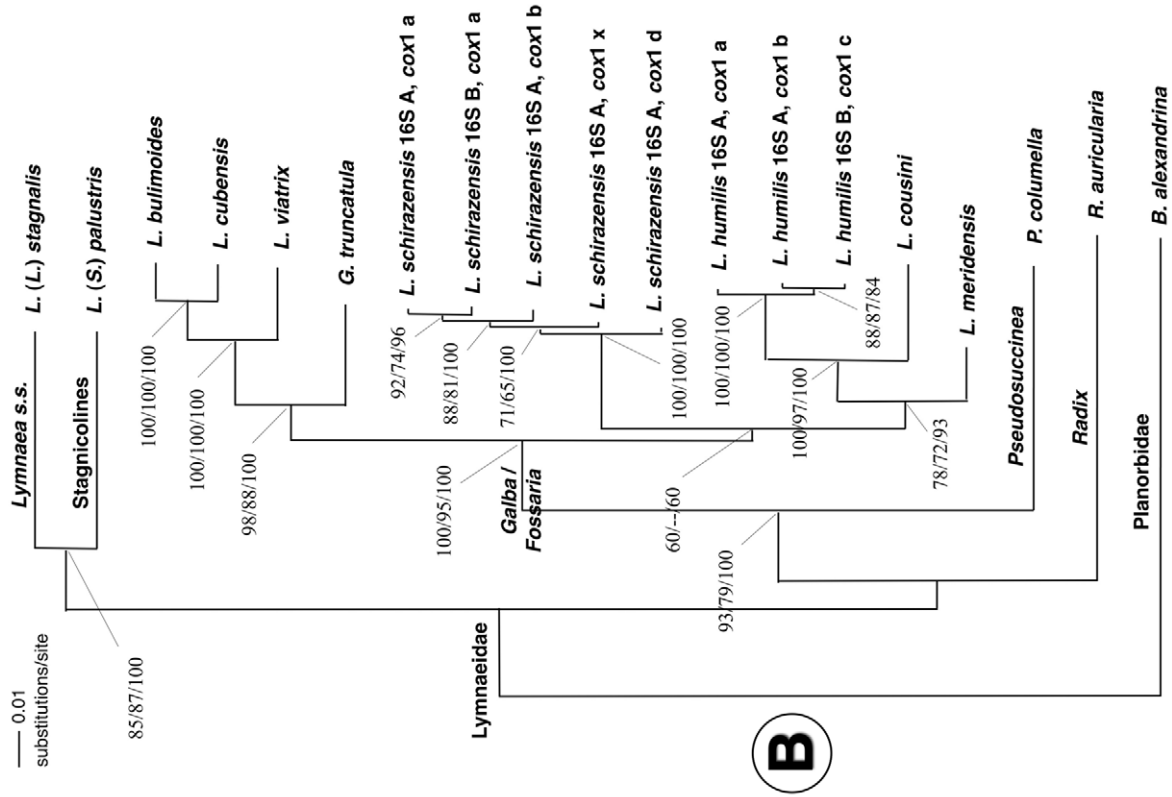 0.01
substitutions/site
85/87/100
Lymnaea s.s.
L. (L.) stagnalis
Stagnicolines
L. (S.) palustris
L. bulimoides
100/100/100
L. cubensis
100/100/100
L. viatrix
98/88/100
G. truncatula
L. schirazensis 16S A, cox1 a
92/74/96
L. schirazensis 16S B, cox1 a
88/81/100
L. schirazensis 16S A, cox1 b
71/65/100
L. schirazensis 16S A, cox1 x
100/100/100
L. schirazensis 16S A, cox1 d
100/95/100
Galba /
Fossaria
60/--/60
L. humilis 16S A, cox1 a
100/100/100
L. humilis 16S A, cox1 b
L. humilis 16S B, cox1 c
88/87/84
100/97/100
L. cousini
78/72/93
L. meridensis
Pseudosuccinea
P. columella
93/79/100
Radix
R. auricularia
Lymnaeidae
Planorbidae
B. alexandrina
B